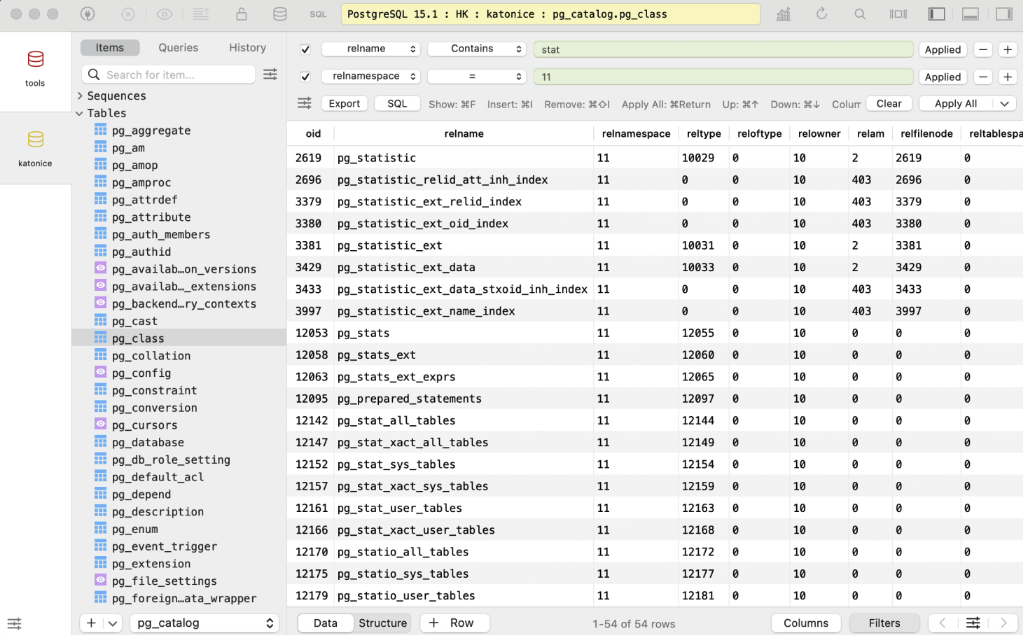 SQL PostgreSQL 15.1 : HK : katonice : pg_catalog.pg_class
tools
katonice
Items Queries History
Search for item...
Sequences
Tables
pg_aggregate
pg_am
pg_amop
pg_amproc
pg_attrdef
pg_attribute
pg_auth_members
pg_authid
pg_availab…on_versions
pg_availab…_extensions
pg_backend…ry_contexts
pg_cast
pg_class
pg_collation
pg_config
pg_constraint
pg_conversion
pg_cursors
pg_database
pg_db_role_setting
pg_default_acl
pg_depend
pg_description
pg_enum
pg_event_trigger
pg_extension
pg_file_settings
pg_foreign…ata_wrapper
pg_catalog
relname Contains stat Applied
relnamespace = 11 Applied
Export SQL Show: ⌘F Insert: ⌘I Remove: ⌘⇧I Apply All: ⌘Return Up: ⌘↑ Down: ⌘↓ Colum Clear Apply All
oid relname relnamespace reltype reloftype relowner relam relfilenode reltablespa
2619 pg_statistic 11 10029 0 10 2 2619 0
2696 pg_statistic_relid_att_inh_index 11 0 0 10 403 2696 0
3379 pg_statistic_ext_relid_index 11 0 0 10 403 3379 0
3380 pg_statistic_ext_oid_index 11 0 0 10 403 3380 0
3381 pg_statistic_ext 11 10031 0 10 2 3381 0
3429 pg_statistic_ext_data 11 10033 0 10 2 3429 0
3433 pg_statistic_ext_data_stxoid_inh_index 11 0 0 10 403 3433 0
3997 pg_statistic_ext_name_index 11 0 0 10 403 3997 0
12053 pg_stats 11 12055 0 10 0 0 0
12058 pg_stats_ext 11 12060 0 10 0 0 0
12063 pg_stats_ext_exprs 11 12065 0 10 0 0 0
12095 pg_prepared_statements 11 12097 0 10 0 0 0
12142 pg_stat_all_tables 11 12144 0 10 0 0 0
12147 pg_stat_xact_all_tables 11 12149 0 10 0 0 0
12152 pg_stat_sys_tables 11 12154 0 10 0 0 0
12157 pg_stat_xact_sys_tables 11 12159 0 10 0 0 0
12161 pg_stat_user_tables 11 12163 0 10 0 0 0
12166 pg_stat_xact_user_tables 11 12168 0 10 0 0 0
12170 pg_statio_all_tables 11 12172 0 10 0 0 0
12175 pg_statio_sys_tables 11 12177 0 10 0 0 0
12179 pg_statio_user_tables 11 12181 0 10 0 0 0
Data Structure + Row 1-54 of 54 rows Columns Filters